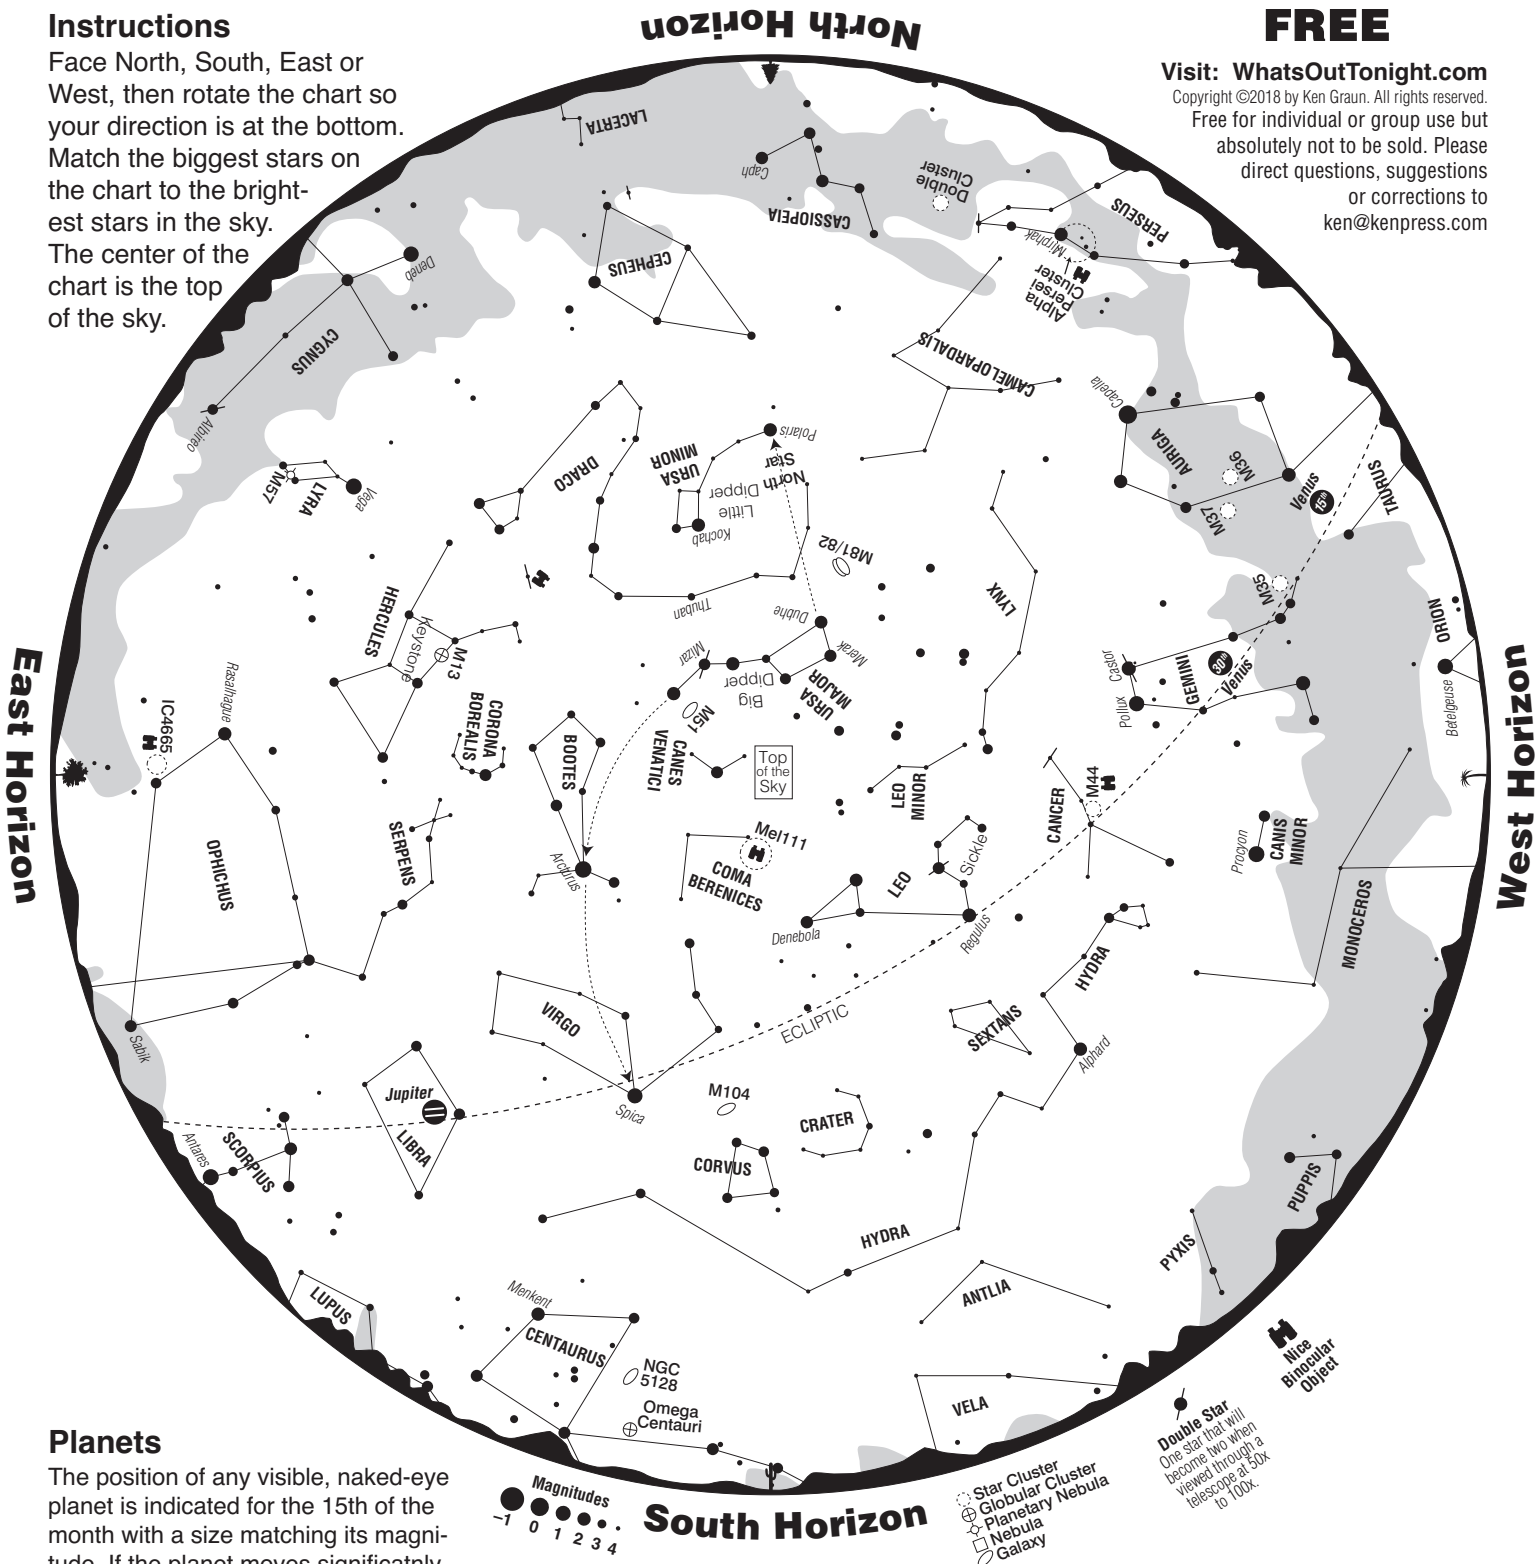 Instructions
Face North, South, East or
West, then rotate the chart so
your direction is at the bottom.
Match the biggest stars on
the chart to the bright-
est stars in the sky.
The center of the
chart is the top
of the sky.
North Horizon
FREE
Visit: WhatsOutTonight.com
Copyright ©2018 by Ken Graun. All rights reserved.
Free for individual or group use but
absolutely not to be sold. Please
direct questions, suggestions
or corrections to
ken@kenpress.com
LACERTA
Caph
CASSIOPEIA
Double
Cluster
PERSEUS
Mirphak
Alpha
Persei
Cluster
CEPHEUS
Deneb
CYGNUS
Albireo
CAMELOPARDALIS
Capella
AURIGA
M36
M37
Venus
15th
TAURUS
M57
LYRA
Vega
DRACO
URSA
MINOR
Polaris
North
Star
Little
Dipper
Kochab
M81/82
Thuban
Dubhe
LYNX
M35
ORION
Betelgeuse
HERCULES
Keystone
M13
Mizar
Big
Dipper
Merak
URSA
MAJOR
M51
Castor
Pollux
GEMINI
30th
Venus
East Horizon
West Horizon
Rasalhague
IC4665
CORONA
BOREALIS
BOOTES
CANES
VENATICI
Top
of the
Sky
LEO
MINOR
CANCER
M44
Procyon
CANIS
MINOR
OPHICHUS
SERPENS
Arcturus
Mel111
COMA
BERENICES
LEO
Sickle
Denebola
Regulus
HYDRA
MONOCEROS
VIRGO
ECLIPTIC
SEXTANS
Alphard
Sabik
Jupiter
LIBRA
Spica
M104
CRATER
CORVUS
Antares
SCORPIUS
PUPPIS
HYDRA
PYXIS
ANTLIA
LUPUS
Menkent
CENTAURUS
NGC
5128
Omega
Centauri
VELA
Nice
Binocular
Object
Double Star
One star that will
become two when
viewed through a
telescope at 50x
to 100x.
Star Cluster
Globular Cluster
Planetary Nebula
Nebula
Galaxy
South Horizon
Magnitudes
–1 0 1 2 3 4
Planets
The position of any visible, naked-eye
planet is indicated for the 15th of the
month with a size matching its magni-
tude. If the planet moves significatnly